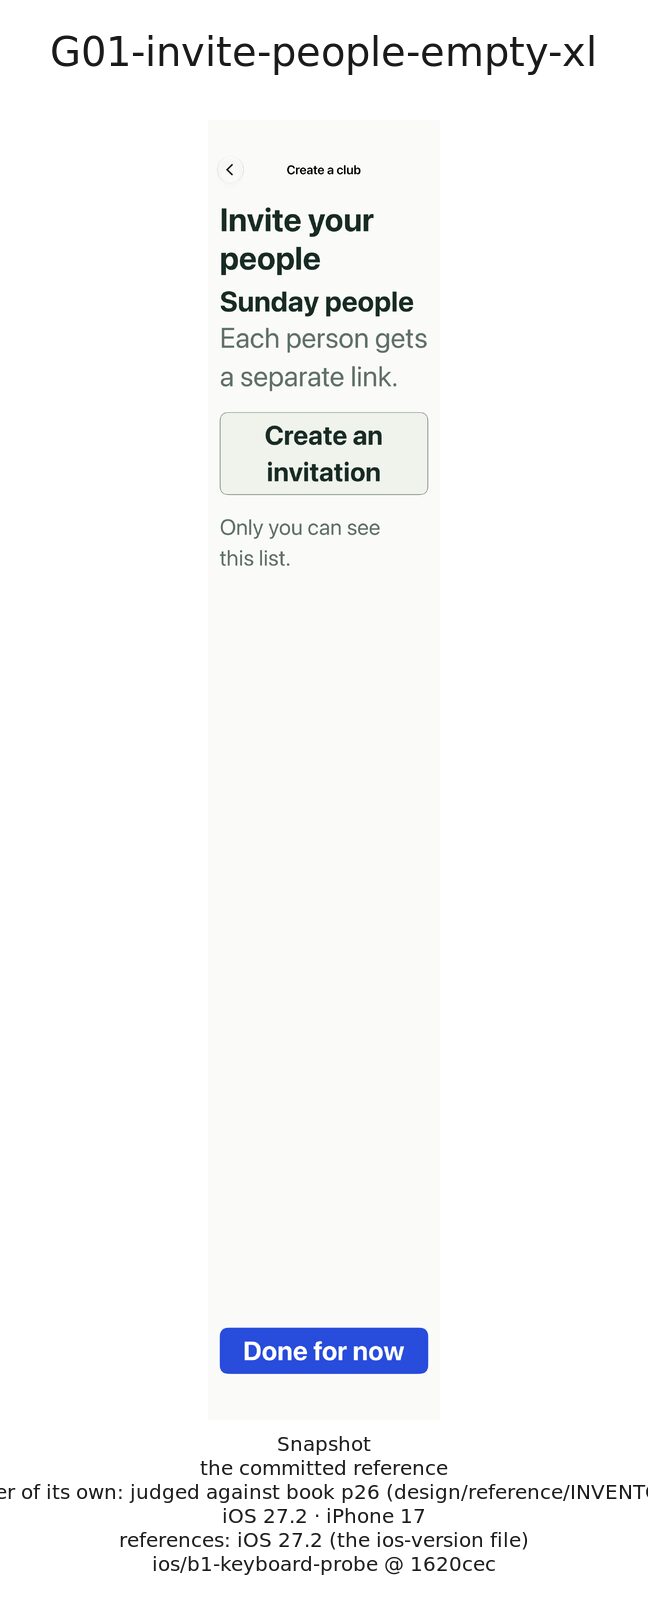 G01-invite-people-empty-xl
Create a club
Invite your
people
Sunday people
Each person gets
a separate link.
Create an
invitation
Only you can see
this list.
Done for now
Snapshot
the committed reference
of its own: judged against book p26 (design/reference/
iOS 27.2 · iPhone 17
references: iOS 27.2 (the ios-version file)
ios/b1-keyboard-probe @ 1620cec